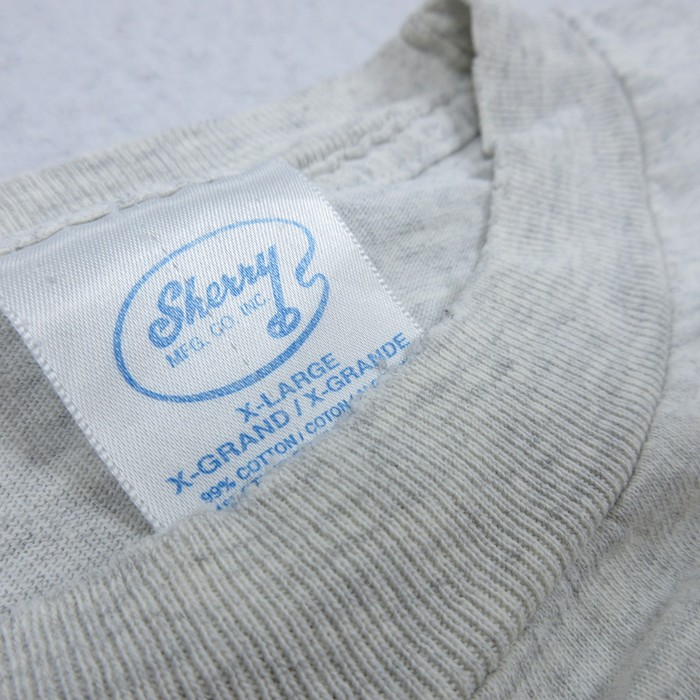 Sherry
MFG. CO. INC.
X-LARGE
X-GRAND / X-GRANDE
99% COTTON / COTON /